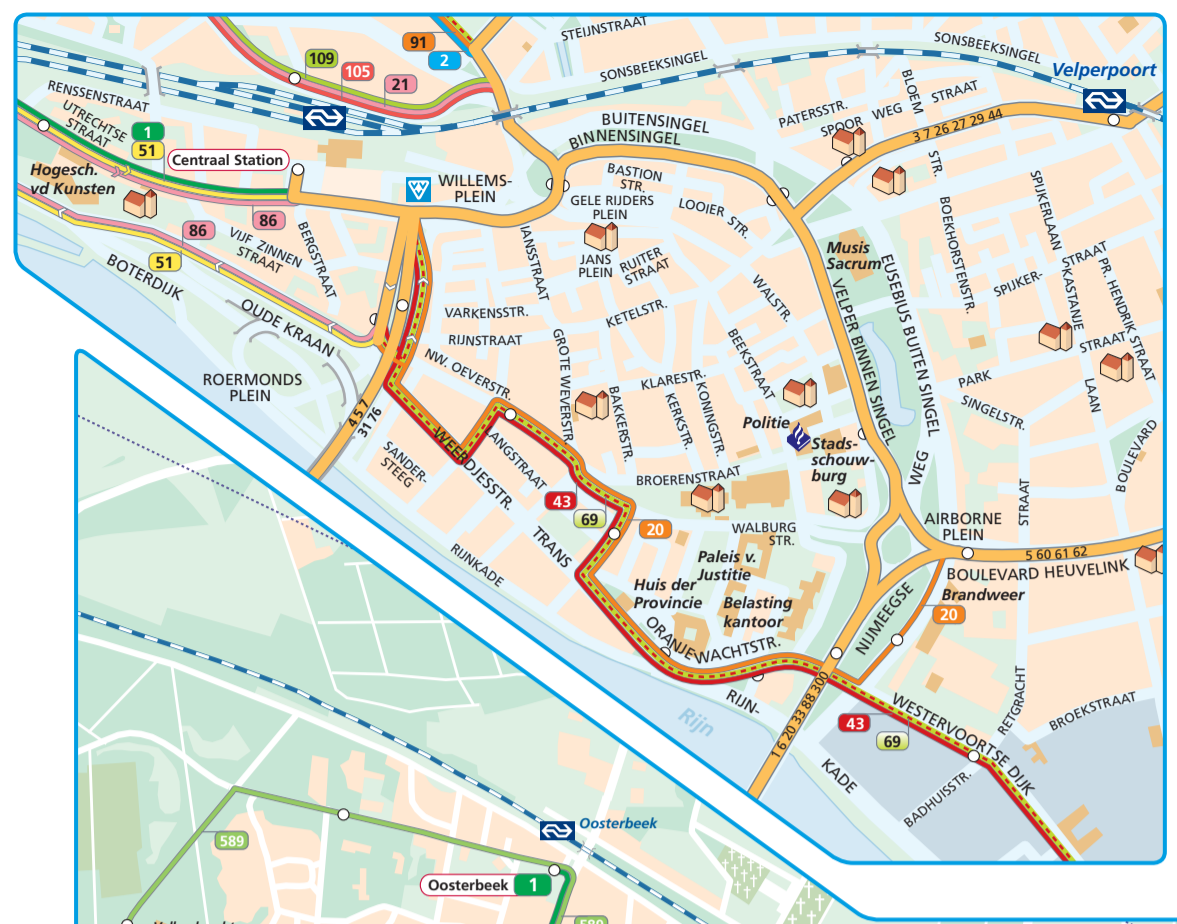 STEIJNSTRAAT
SONSBEEKSINGEL
91
2
109
105
21
SONSBEEKSINGEL
Velperpoort
RENSSENSTRAAT
UTRECHTSE
STRAAT
1
51
Centraal Station
Hogesch.
vd Kunsten
BUITENSINGEL
BINNENSINGEL
PATERSSTR.
SPOOR
WEG
BLOEM
STRAAT
STR.
3 7 26 27 29 44
WILLEMS-
PLEIN
BASTION
STR.
GELE RIJDERS
PLEIN
LOOIER STR.
JANS
PLEIN
RUITER
STRAAT
JANSSTRAAT
86
86
51
VIJF ZINNEN
STRAAT
BERGSTRAAT
BOTERDIJK
OUDE KRAAN
ROERMONDS
PLEIN
4 5 7
31 76
Musis
Sacrum
VELPER BINNEN SINGEL
EUSEBIUS BUITEN SINGEL
BOEKHORSTENSTR.
SPIJKERLAAN
SPIJKER-
STRAAT
'KASTANJE
LAAN
PR. HENDRIK STRAAT
STRAAT
PARK
SINGELSTR.
BOULEVARD
VARKENSSTR.
RIJNSTRAAT
NW. OEVERSTR.
KETELSTR.
WALSTR.
BEEKSTRAAT
GROTE WEVERSTR.
BAKKERSTR.
KLARESTR.
KERKSTR.
KONINGSTR.
Politie
Stads-
schouw-
burg
WEERDJESSTR.
LANGSTRAAT
SANDER-
STEEG
BROERENSTRAAT
43
69
20
WALBURG
STR.
WEG
STRAAT
AIRBORNE
PLEIN
5 60 61 62
BOULEVARD HEUVELINK
Brandweer
20
TRANS
RIJNKADE
Paleis v.
Justitie
Huis der
Provincie
Belasting
kantoor
ORANJE
WACHTSTR.
NIJMEEGSE
RIJN-
KADE
Rijn
1 6 20 33 88 300
WESTERVOORTSE DIJK
43
69
RETGRACHT
BROEKSTRAAT
BADHUISSTR.
589
Oosterbeek
Oosterbeek 1